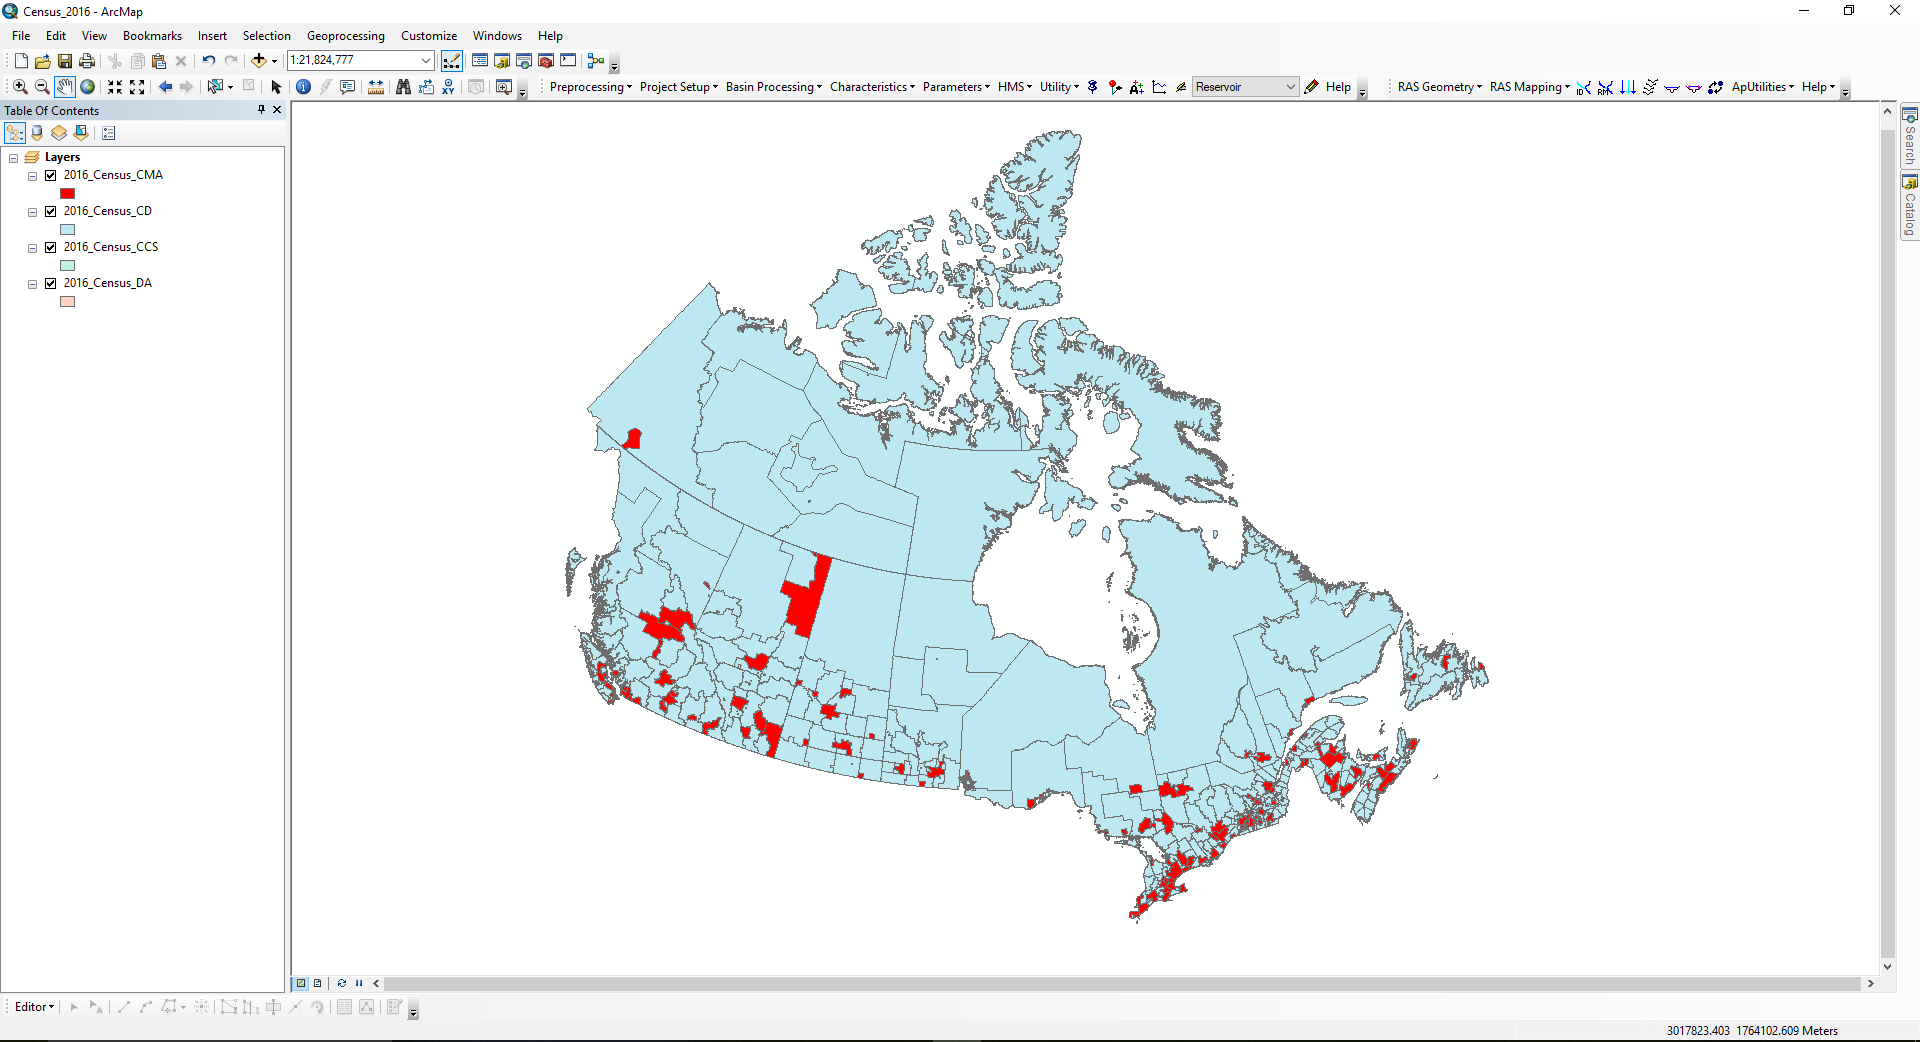 Census_2016 - ArcMap
File Edit View Bookmarks Insert Selection Geoprocessing Customize Windows Help
1:21,824,777
Preprocessing Project Setup Basin Processing Characteristics Parameters HMS Utility Reservoir Help RAS Geometry RAS Mapping ApUtilities Help
Table Of Contents
Layers
2016_Census_CMA
2016_Census_CD
2016_Census_CCS
2016_Census_DA
Search
Catalog
Editor
3017823.403 1764102.609 Meters